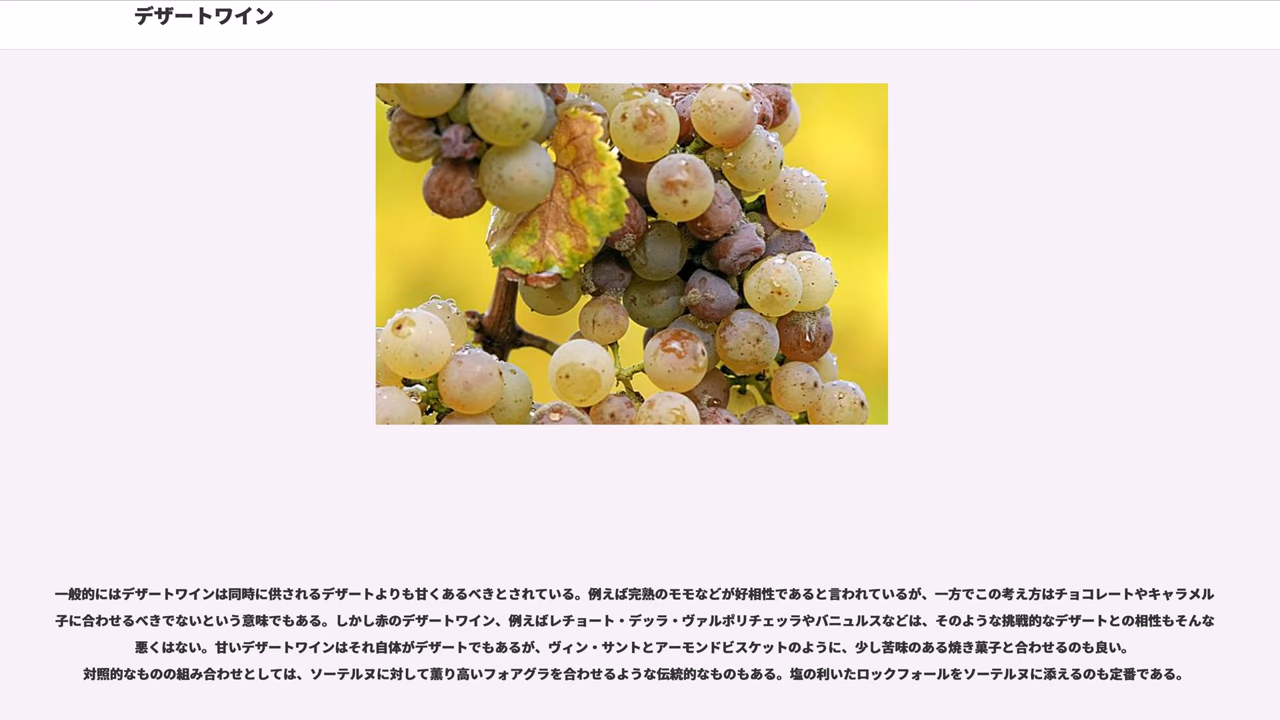 デザートワイン
一般的にはデザートワインは同時に供されるデザートよりも甘くあるべきとされている。例えば完熟のモモなどが好相性であると言われているが、一方でこの考え方はチョコレートやキャラメル
子に合わせるべきでないという意味でもある。しかし赤のデザートワイン、例えばレチョート・デッラ・ヴァルポリチェッラやバニュルスなどは、そのような挑戦的なデザートとの相性もそんな
悪くはない。甘いデザートワインはそれ自体がデザートでもあるが、ヴィン・サントとアーモンドビスケットのように、少し苦味のある焼き菓子と合わせるのも良い。
対照的なものの組み合わせとしては、ソーテルヌに対して薫り高いフォアグラを合わせるような伝統的なものもある。塩の利いたロックフォールをソーテルヌに添えるのも定番である。